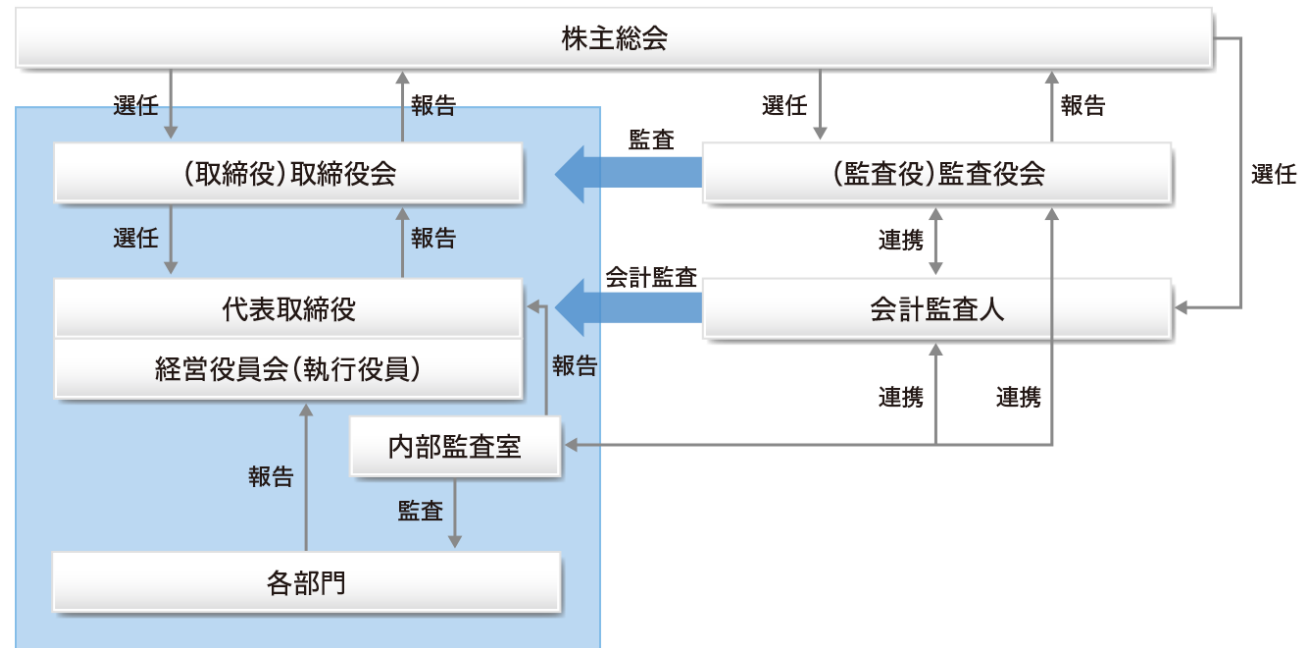 株主総会
選任
報告
選任
報告
選任
(取締役)取締役会
監査
(監査役)監査役会
選任
報告
連携
代表取締役
会計監査
会計監査人
経営役員会(執行役員)
報告
連携
連携
内部監査室
報告
監査
各部門